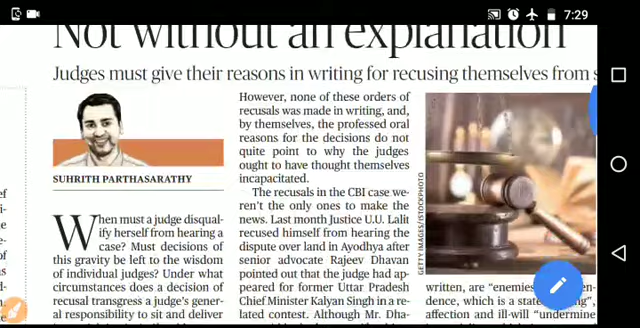 7:29
Not without an explanation
Judges must give their reasons in writing for recusing themselves from
SUHRITH PARTHASARATHY
When must a judge disqual-
ify herself from hearing a
case? Must decisions of
this gravity be left to the wisdom
of individual judges? Under what
circumstances does a decision of
recusal transgress a judge's gener-
al responsibility to sit and deliver
However, none of these orders of
recusals was made in writing, and,
by themselves, the professed oral
reasons for the decisions do not
quite point to why the judges
ought to have thought themselves
incapacitated.
The recusals in the CBI case we-
ren't the only ones to make the
news. Last month Justice U.U. Lalit
recused himself from hearing the
dispute over land in Ayodhya after
senior advocate Rajeev Dhavan
pointed out that the judge had ap-
peared for former Uttar Pradesh
Chief Minister Kalyan Singh in a re-
lated contest. Although Mr. Dha-
GETTY IMAGES/ISTOCKPHOTO
written, are "enemies
dence, which is a state
affection and ill-will "undermine